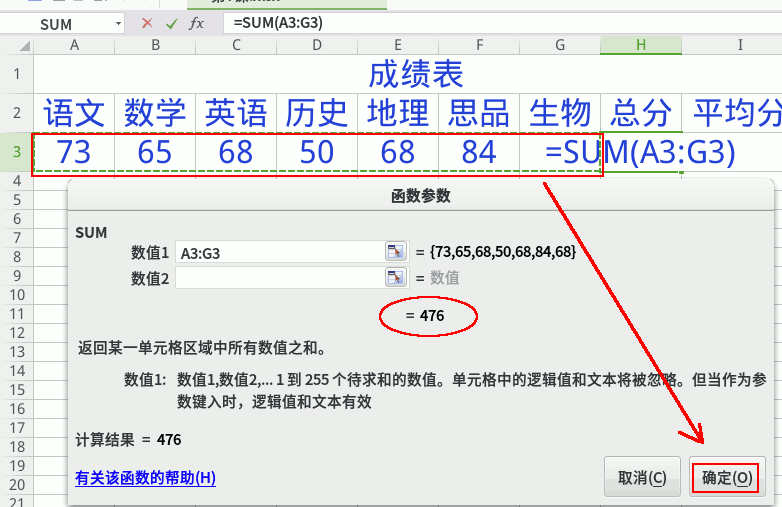 SUM fx =SUM(A3:G3)
A B C D E F G H I
1 成绩表
2 语文 数学 英语 历史 地理 思品 生物 总分 平均分
3 73 65 68 50 68 84 =SUM(A3:G3)
4
函数参数
5
6
SUM
7
数值1 A3:G3 = {73,65,68,50,68,84,68}
8
9
数值2 = 数值
10
11
= 476
12
13
返回某一单元格区域中所有数值之和。
14
数值1: 数值1,数值2,... 1 到 255 个待求和的数值。单元格中的逻辑值和文本将被忽略。但当作为参
15
16
数键入时，逻辑值和文本有效
17
18
计算结果 = 476
19
20
有关该函数的帮助(H) 取消(C) 确定(O)
21